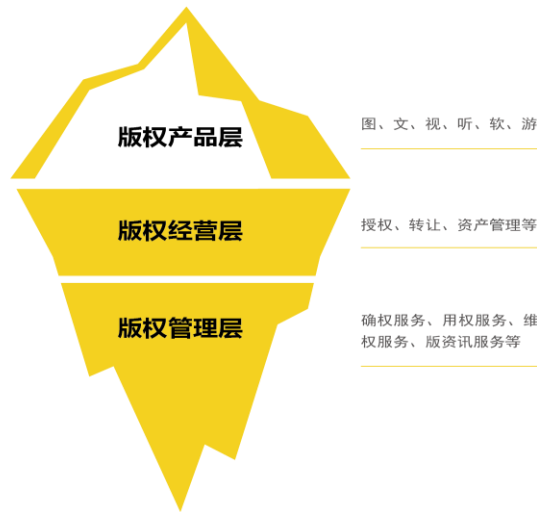 版权产品层
图、文、视、听、软、游
版权经营层
授权、转让、资产管理等
版权管理层
确权服务、用权服务、维
权服务、版资讯服务等